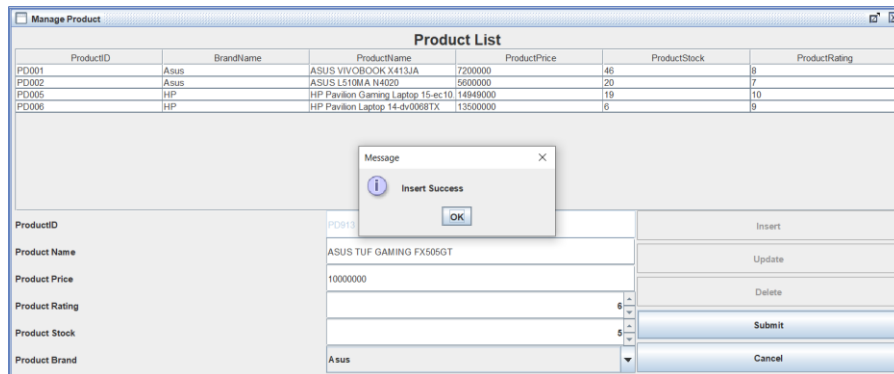 Manage Product
Product List
ProductID BrandName ProductName ProductPrice ProductStock ProductRating
PD001 Asus ASUS VIVOBOOK X413JA 7200000 46 8
PD002 Asus ASUS L510MA N4020 5600000 20 7
PD005 HP HP Pavilion Gaming Laptop 15-ec10. 14949000 19 10
PD006 HP HP Pavilion Laptop 14-dv0068TX 13500000 6 9
Message
Insert Success
OK
ProductID PD913 Insert
Product Name ASUS TUF GAMING FX505GT Update
Product Price 10000000 Delete
Product Rating 6
Product Stock 5 Submit
Product Brand Asus Cancel